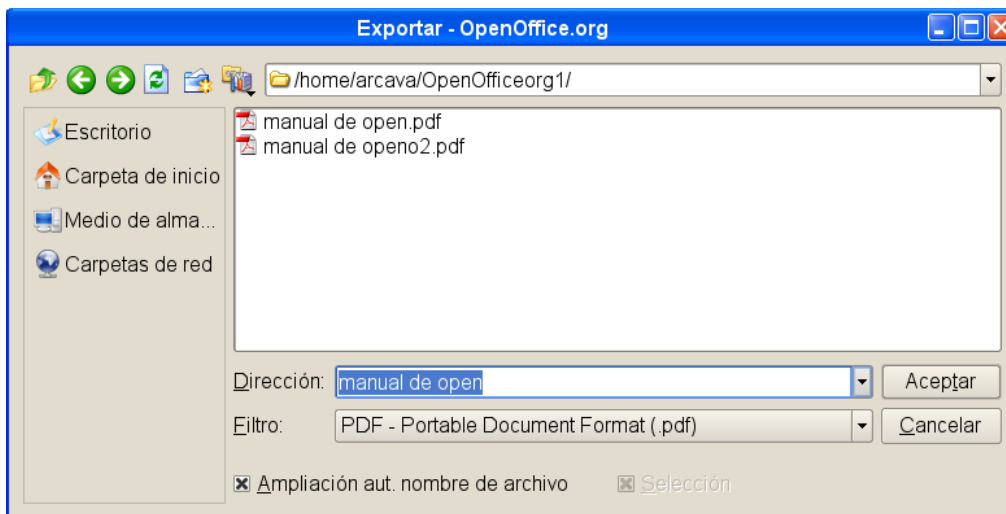 Exportar - OpenOffice.org
/home/arcava/OpenOfficeorg1/
Escritorio
Carpeta de inicio
Medio de alma...
Carpetas de red
manual de open.pdf
manual de openo2.pdf
Dirección: manual de open Aceptar
Filtro: PDF - Portable Document Format (.pdf) Cancelar
Ampliación aut. nombre de archivo Selección